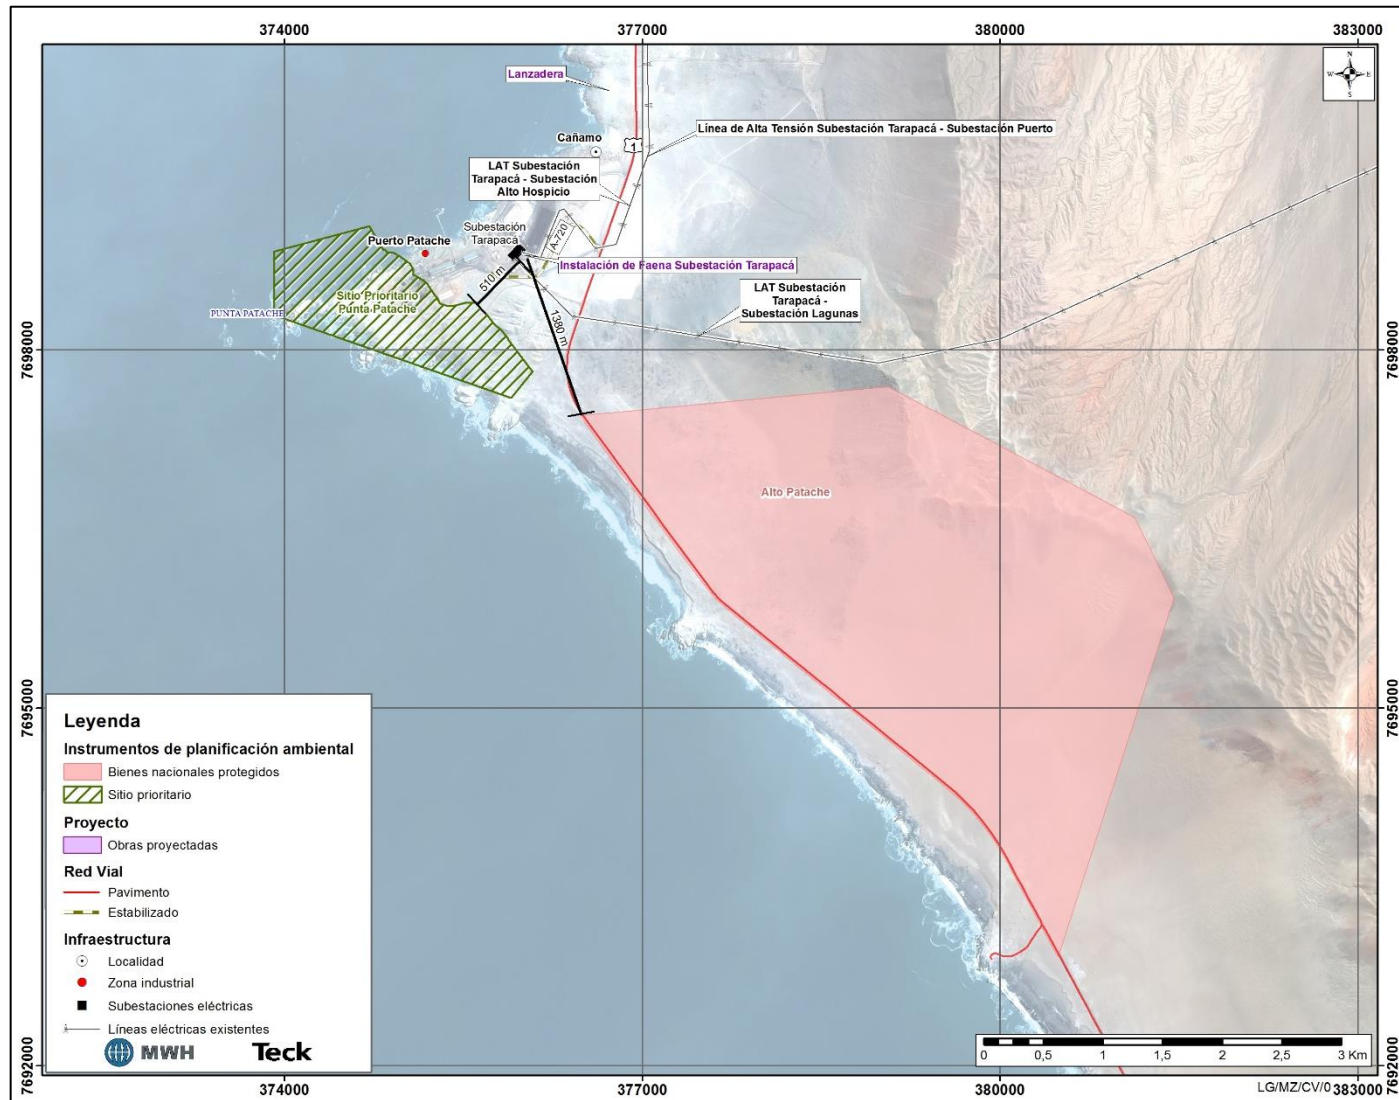 374000
377000
380000
383000
N
W
E
S
Lanzadera
Línea de Alta Tensión Subestación Tarapacá - Subestación Puerto
Cáñamo
1
LAT Subestación
Tarapacá - Subestación
Alto Hospicio
Subestación
Tarapacá
A-720
Puerto Patache
Instalación de Faena Subestación Tarapacá
510 m
LAT Subestación
Tarapacá -
Subestación Lagunas
Sitio Prioritario
Punta Patache
PUNTA PATACHE
1380 m
7698000
7698000
Alto Patache
7695000
7695000
Leyenda
Instrumentos de planificación ambiental
Bienes nacionales protegidos
Sitio prioritario
Proyecto
Obras proyectadas
Red Vial
Pavimento
Estabilizado
Infraestructura
Localidad
Zona industrial
Subestaciones eléctricas
Líneas eléctricas existentes
MWH
Teck
0 0,5 1 1,5 2 2,5 3 Km
7692000
7692000
LG/MZ/CV/0
374000
377000
380000
383000